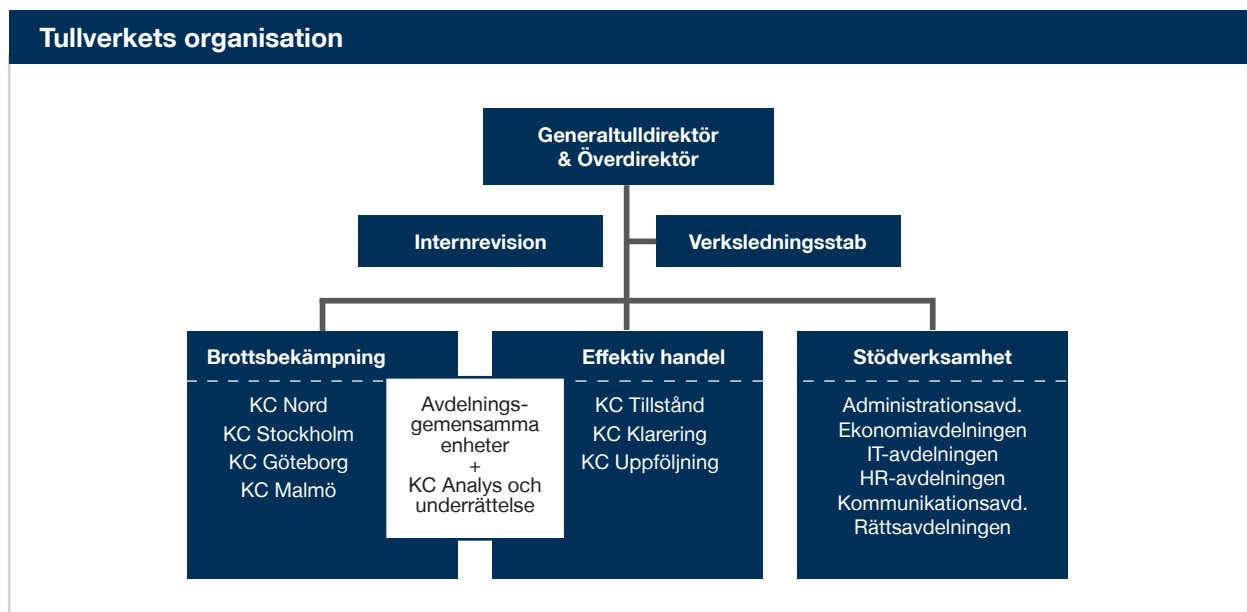 Tullverkets organisation
Generaltulldirektör
& Överdirektör
Internrevision
Verksledningsstab
Brottsbekämpning
KC Nord
KC Stockholm
KC Göteborg
KC Malmö
Avdelnings-
gemensamma
enheter
+
KC Analys och
underrättelse
Effektiv handel
KC Tillstånd
KC Klarering
KC Uppföljning
Stödverksamhet
Administrationsavd.
Ekonomiavdelningen
IT-avdelningen
HR-avdelningen
Kommunikationsavd.
Rättsavdelningen